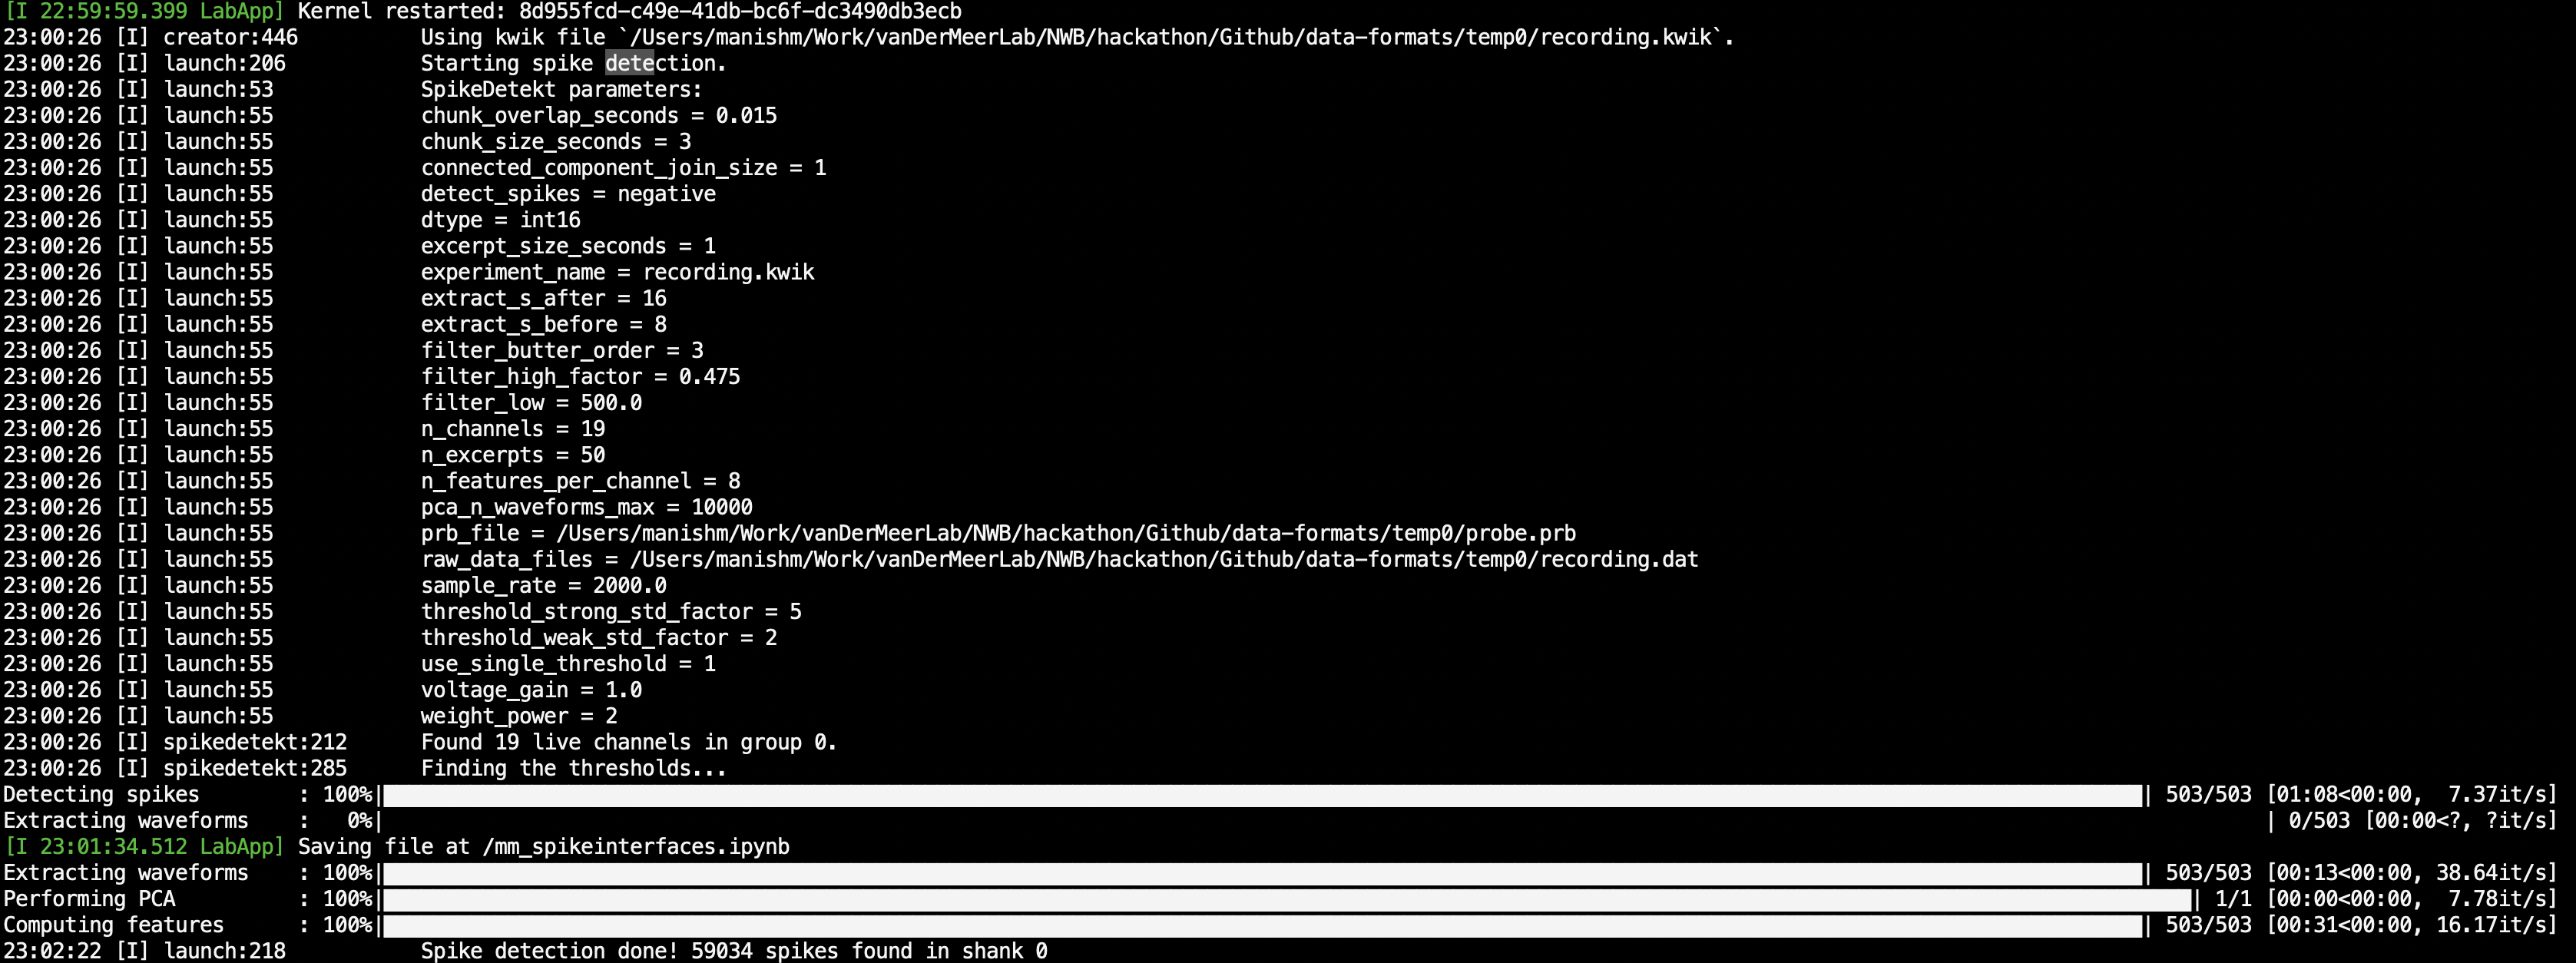 [I 22:59:59.399 LabApp] Kernel restarted: 8d955fcd-c49e-41db-bc6f-dc3490db3ecb
23:00:26 [I] creator:446 Using kwik file `/Users/manishm/Work/vanDerMeerLab/NWB/hackathon/Github/data-formats/temp0/recording.kwik`.
23:00:26 [I] launch:206 Starting spike detection.
23:00:26 [I] launch:53 SpikeDetekt parameters:
23:00:26 [I] launch:55 chunk_overlap_seconds = 0.015
23:00:26 [I] launch:55 chunk_size_seconds = 3
23:00:26 [I] launch:55 connected_component_join_size = 1
23:00:26 [I] launch:55 detect_spikes = negative
23:00:26 [I] launch:55 dtype = int16
23:00:26 [I] launch:55 excerpt_size_seconds = 1
23:00:26 [I] launch:55 experiment_name = recording.kwik
23:00:26 [I] launch:55 extract_s_after = 16
23:00:26 [I] launch:55 extract_s_before = 8
23:00:26 [I] launch:55 filter_butter_order = 3
23:00:26 [I] launch:55 filter_high_factor = 0.475
23:00:26 [I] launch:55 filter_low = 500.0
23:00:26 [I] launch:55 n_channels = 19
23:00:26 [I] launch:55 n_excerpts = 50
23:00:26 [I] launch:55 n_features_per_channel = 8
23:00:26 [I] launch:55 pca_n_waveforms_max = 10000
23:00:26 [I] launch:55 prb_file = /Users/manishm/Work/vanDerMeerLab/NWB/hackathon/Github/data-formats/temp0/probe.prb
23:00:26 [I] launch:55 raw_data_files = /Users/manishm/Work/vanDerMeerLab/NWB/hackathon/Github/data-formats/temp0/recording.dat
23:00:26 [I] launch:55 sample_rate = 2000.0
23:00:26 [I] launch:55 threshold_strong_std_factor = 5
23:00:26 [I] launch:55 threshold_weak_std_factor = 2
23:00:26 [I] launch:55 use_single_threshold = 1
23:00:26 [I] launch:55 voltage_gain = 1.0
23:00:26 [I] launch:55 weight_power = 2
23:00:26 [I] spikedetekt:212 Found 19 live channels in group 0.
23:00:26 [I] spikedetekt:285 Finding the thresholds...
Detecting spikes : 100%| | 503/503 [01:08<00:00, 7.37it/s]
Extracting waveforms : 0%| | 0/503 [00:00<?, ?it/s]
[I 23:01:34.512 LabApp] Saving file at /mm_spikeinterfaces.ipynb
Extracting waveforms : 100%| | 503/503 [00:13<00:00, 38.64it/s]
Performing PCA : 100%| | 1/1 [00:00<00:00, 7.78it/s]
Computing features : 100%| | 503/503 [00:31<00:00, 16.17it/s]
23:02:22 [I] launch:218 Spike detection done! 59034 spikes found in shank 0